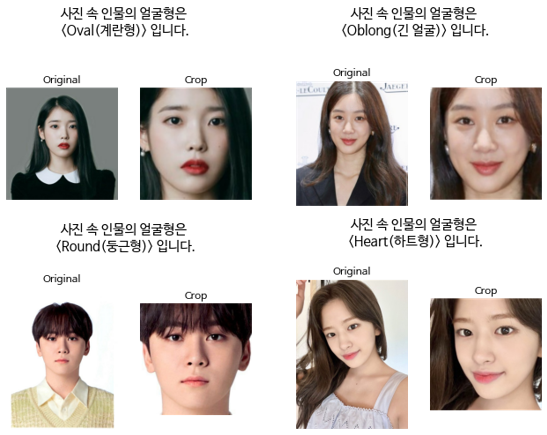 사진 속 인물의 얼굴형은
<Oval(계란형)> 입니다.
Original
Crop
사진 속 인물의 얼굴형은
<Oblong(긴 얼굴)> 입니다.
Original
Crop
LECOULT
JAEGER
사진 속 인물의 얼굴형은
<Round(둥근형)> 입니다.
Original
Crop
사진 속 인물의 얼굴형은
<Heart(하트형)> 입니다.
Original
Crop